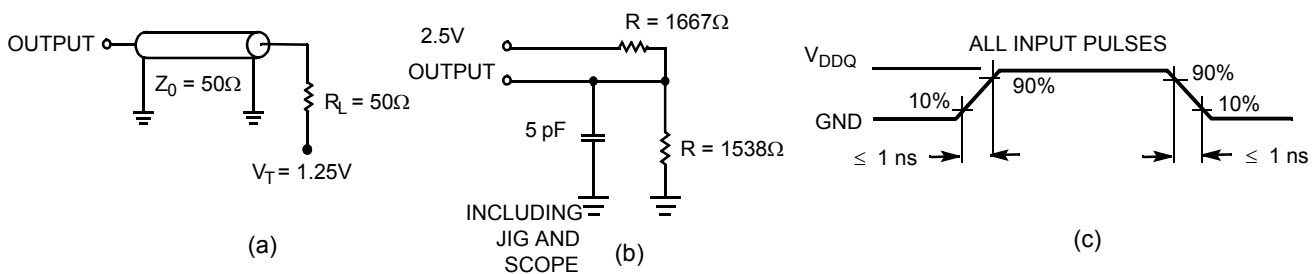 OUTPUT
Z0 = 50Ω
RL = 50Ω
VT = 1.25V
(a)
R = 1667Ω
2.5V
OUTPUT
5 pF
R = 1538Ω
INCLUDING
JIG AND
SCOPE
(b)
ALL INPUT PULSES
VDDQ
GND
10%
90%
90%
10%
≤ 1 ns
≤ 1 ns
(c)